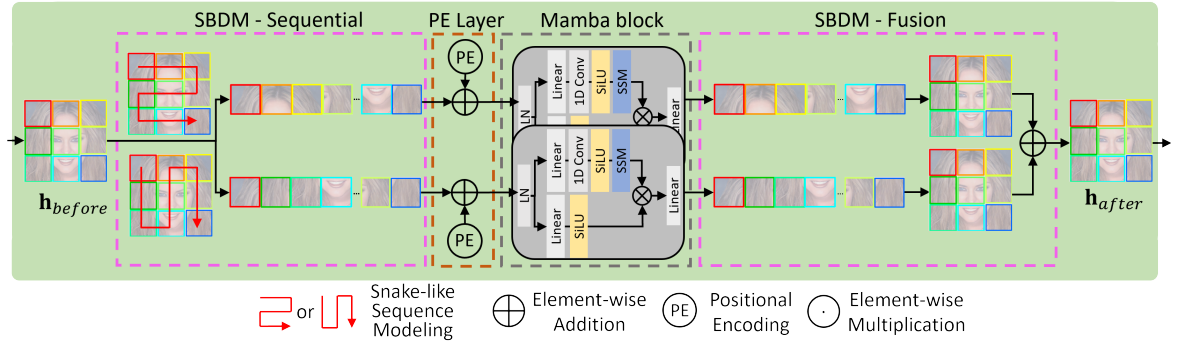 SBDM - Sequential
PE Layer
Mamba block
SBDM - Fusion
PE
LN
Linear
1D Conv
SiLU
SSM
Linear
LN
Linear
1D Conv
SiLU
SSM
Linear
Linear
SiLU
PE
h before
h after
Snake-like
or Sequence
Modeling
Element-wise
Addition
PE
Positional
Encoding
Element-wise
Multiplication